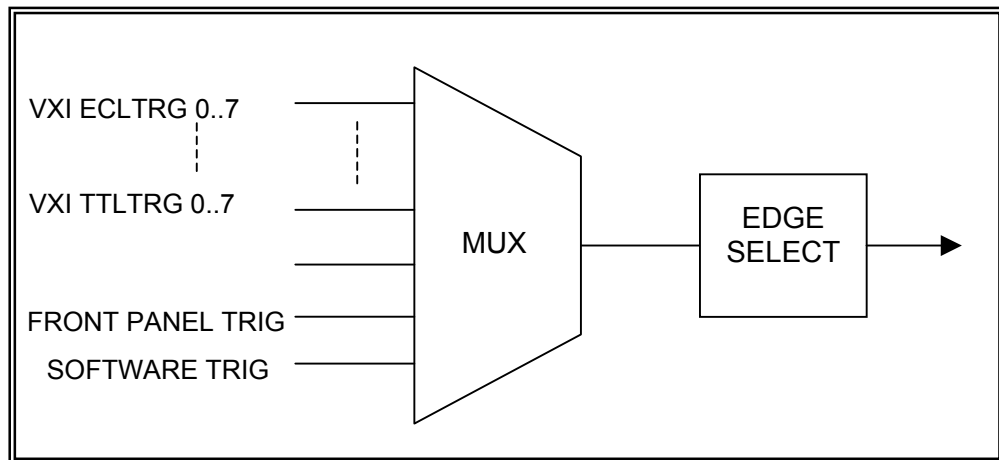 VXI ECLTRG 0..7
VXI TTLTRG 0..7
FRONT PANEL TRIG
SOFTWARE TRIG
MUX
EDGE
SELECT